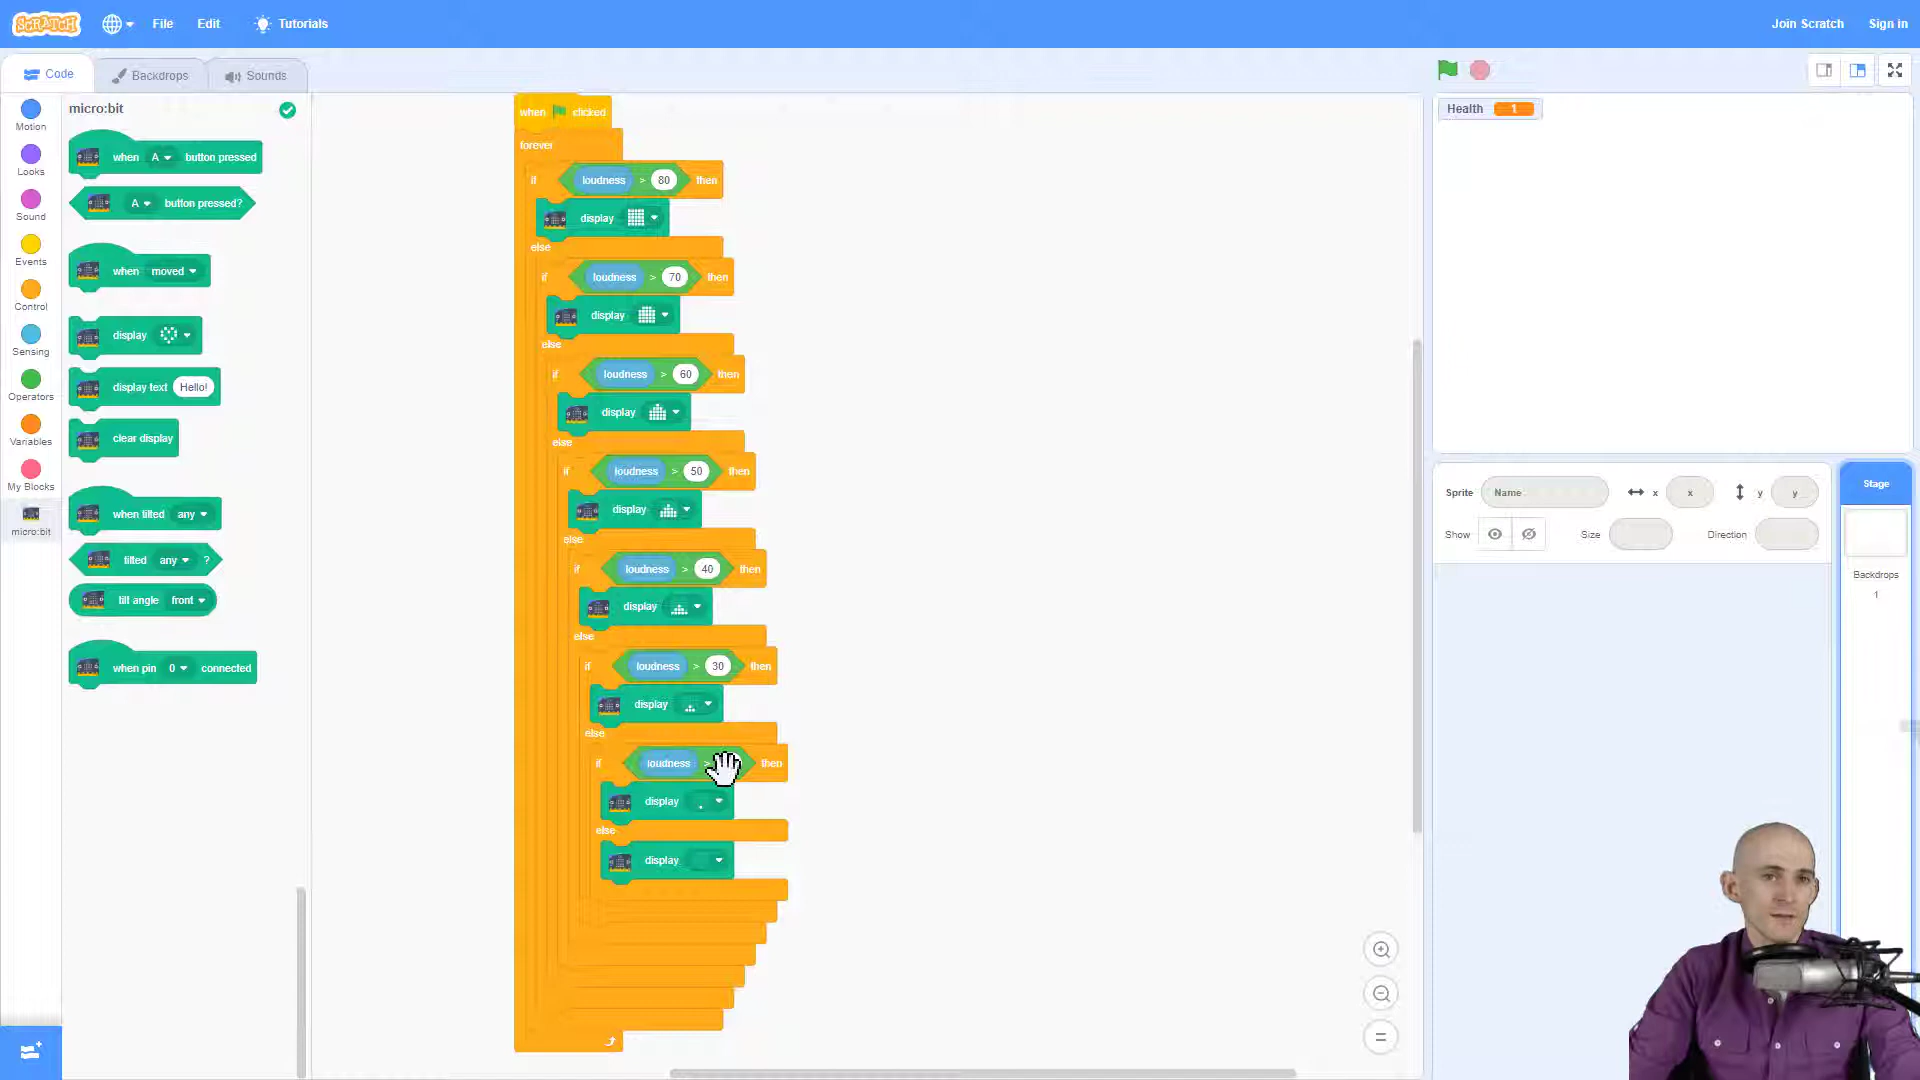 SCRATCH
File
Edit
Tutorials
Join Scratch
Sign in
Code
Backdrops
Sounds
Motion
Looks
Sound
Events
Control
Sensing
Operators
Variables
My Blocks
micro:bit
micro:bit
when A button pressed
A button pressed?
when moved
display
display text Hello!
clear display
when tilted any
tilted any ?
tilt angle front
when pin 0 connected
when clicked
forever
if loudness > 80 then
display
else
if loudness > 70 then
display
else
if loudness > 60 then
display
else
if loudness > 50 then
display
else
if loudness > 40 then
display
else
if loudness > 30 then
display
else
if loudness > then
display
else
display
Health 1
Sprite Name x x y y
Show Size Direction
Stage
Backdrops
1